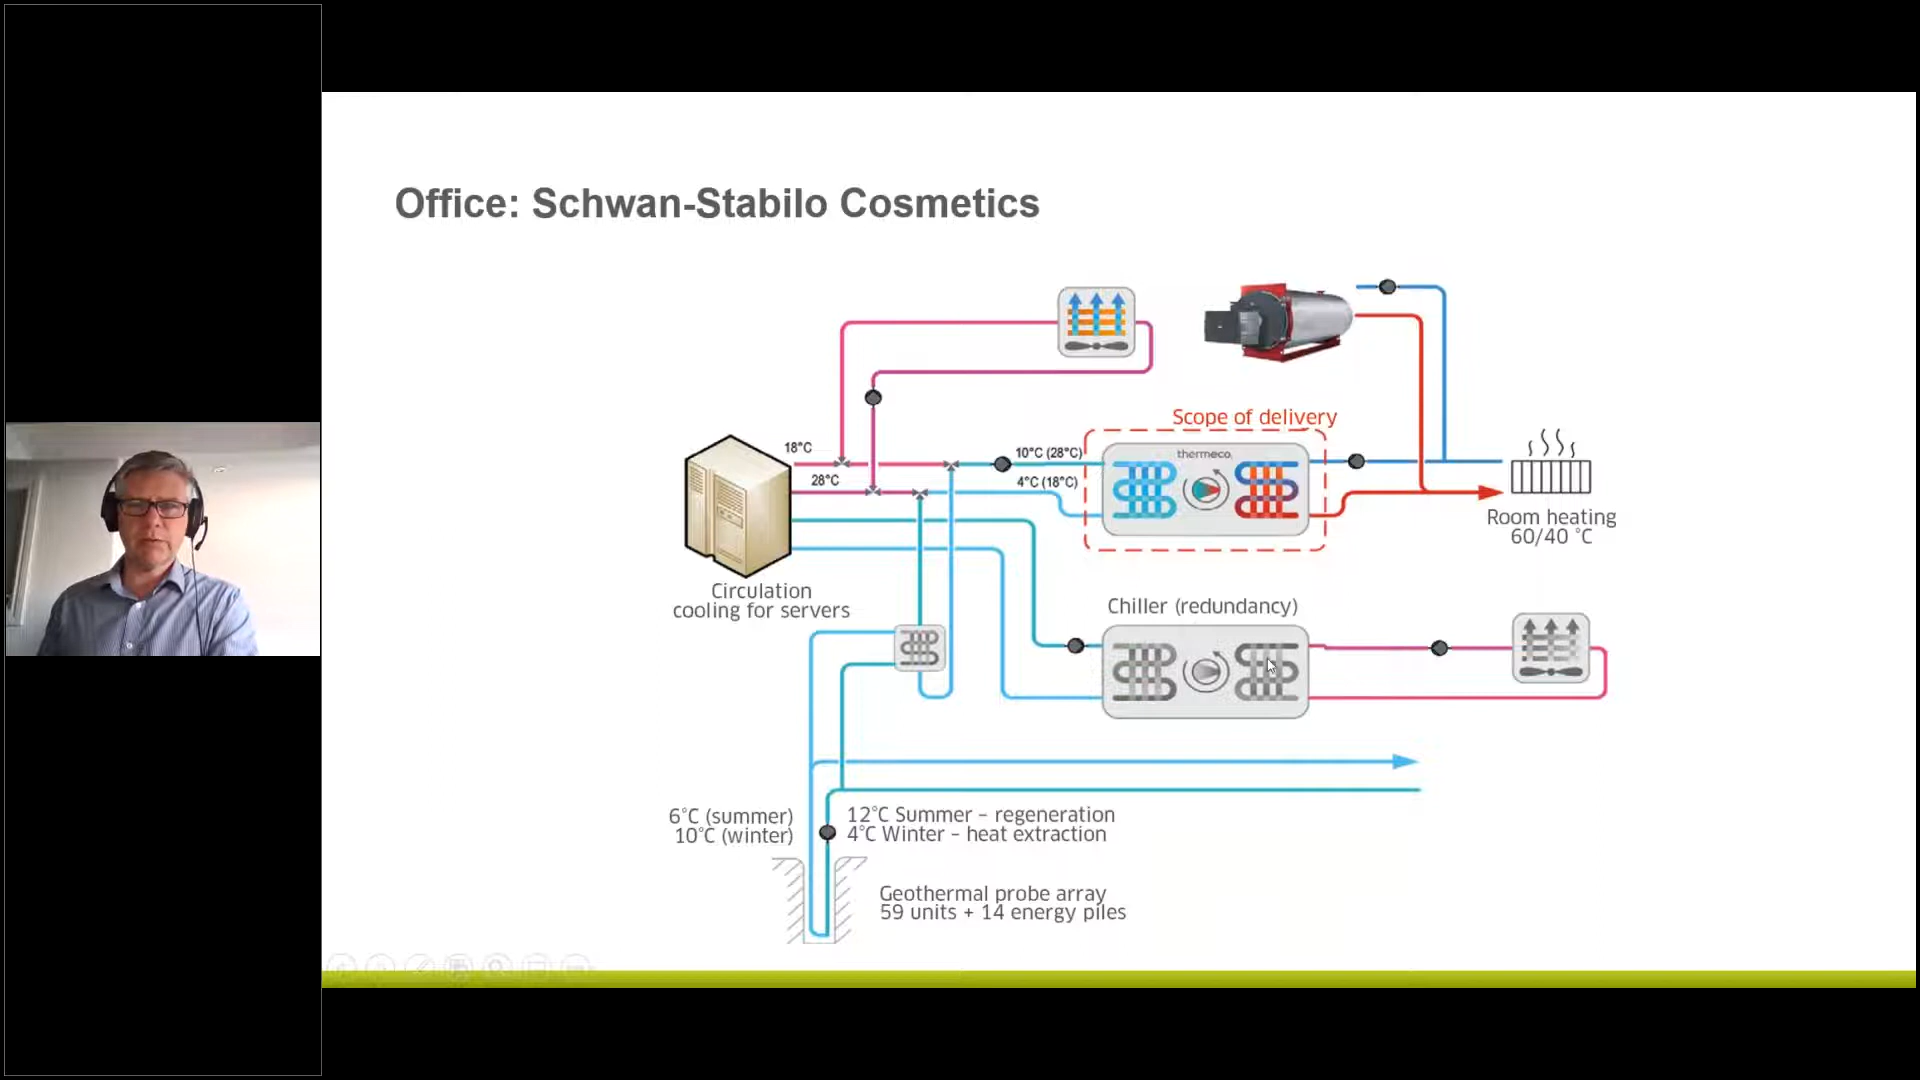 Office: Schwan-Stabilo Cosmetics
Scope of delivery
18°C
10°C (28°C)
thermeco₂
28°C
4°C (18°C)
Room heating
60/40 °C
Circulation
cooling for servers
Chiller (redundancy)
6°C (summer)
10°C (winter)
12°C Summer – regeneration
4°C Winter – heat extraction
Geothermal probe array
59 units + 14 energy piles